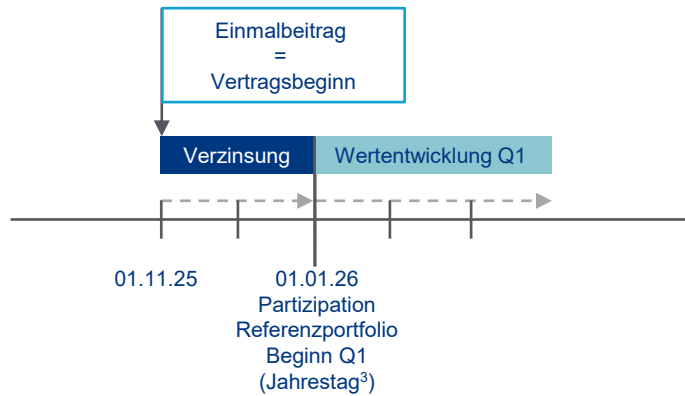 Einmalbeitrag
=
Vertragsbeginn
Verzinsung
Wertentwicklung Q1
01.11.25
01.01.26
Partizipation
Referenzportfolio
Beginn Q1
(Jahrestag³)